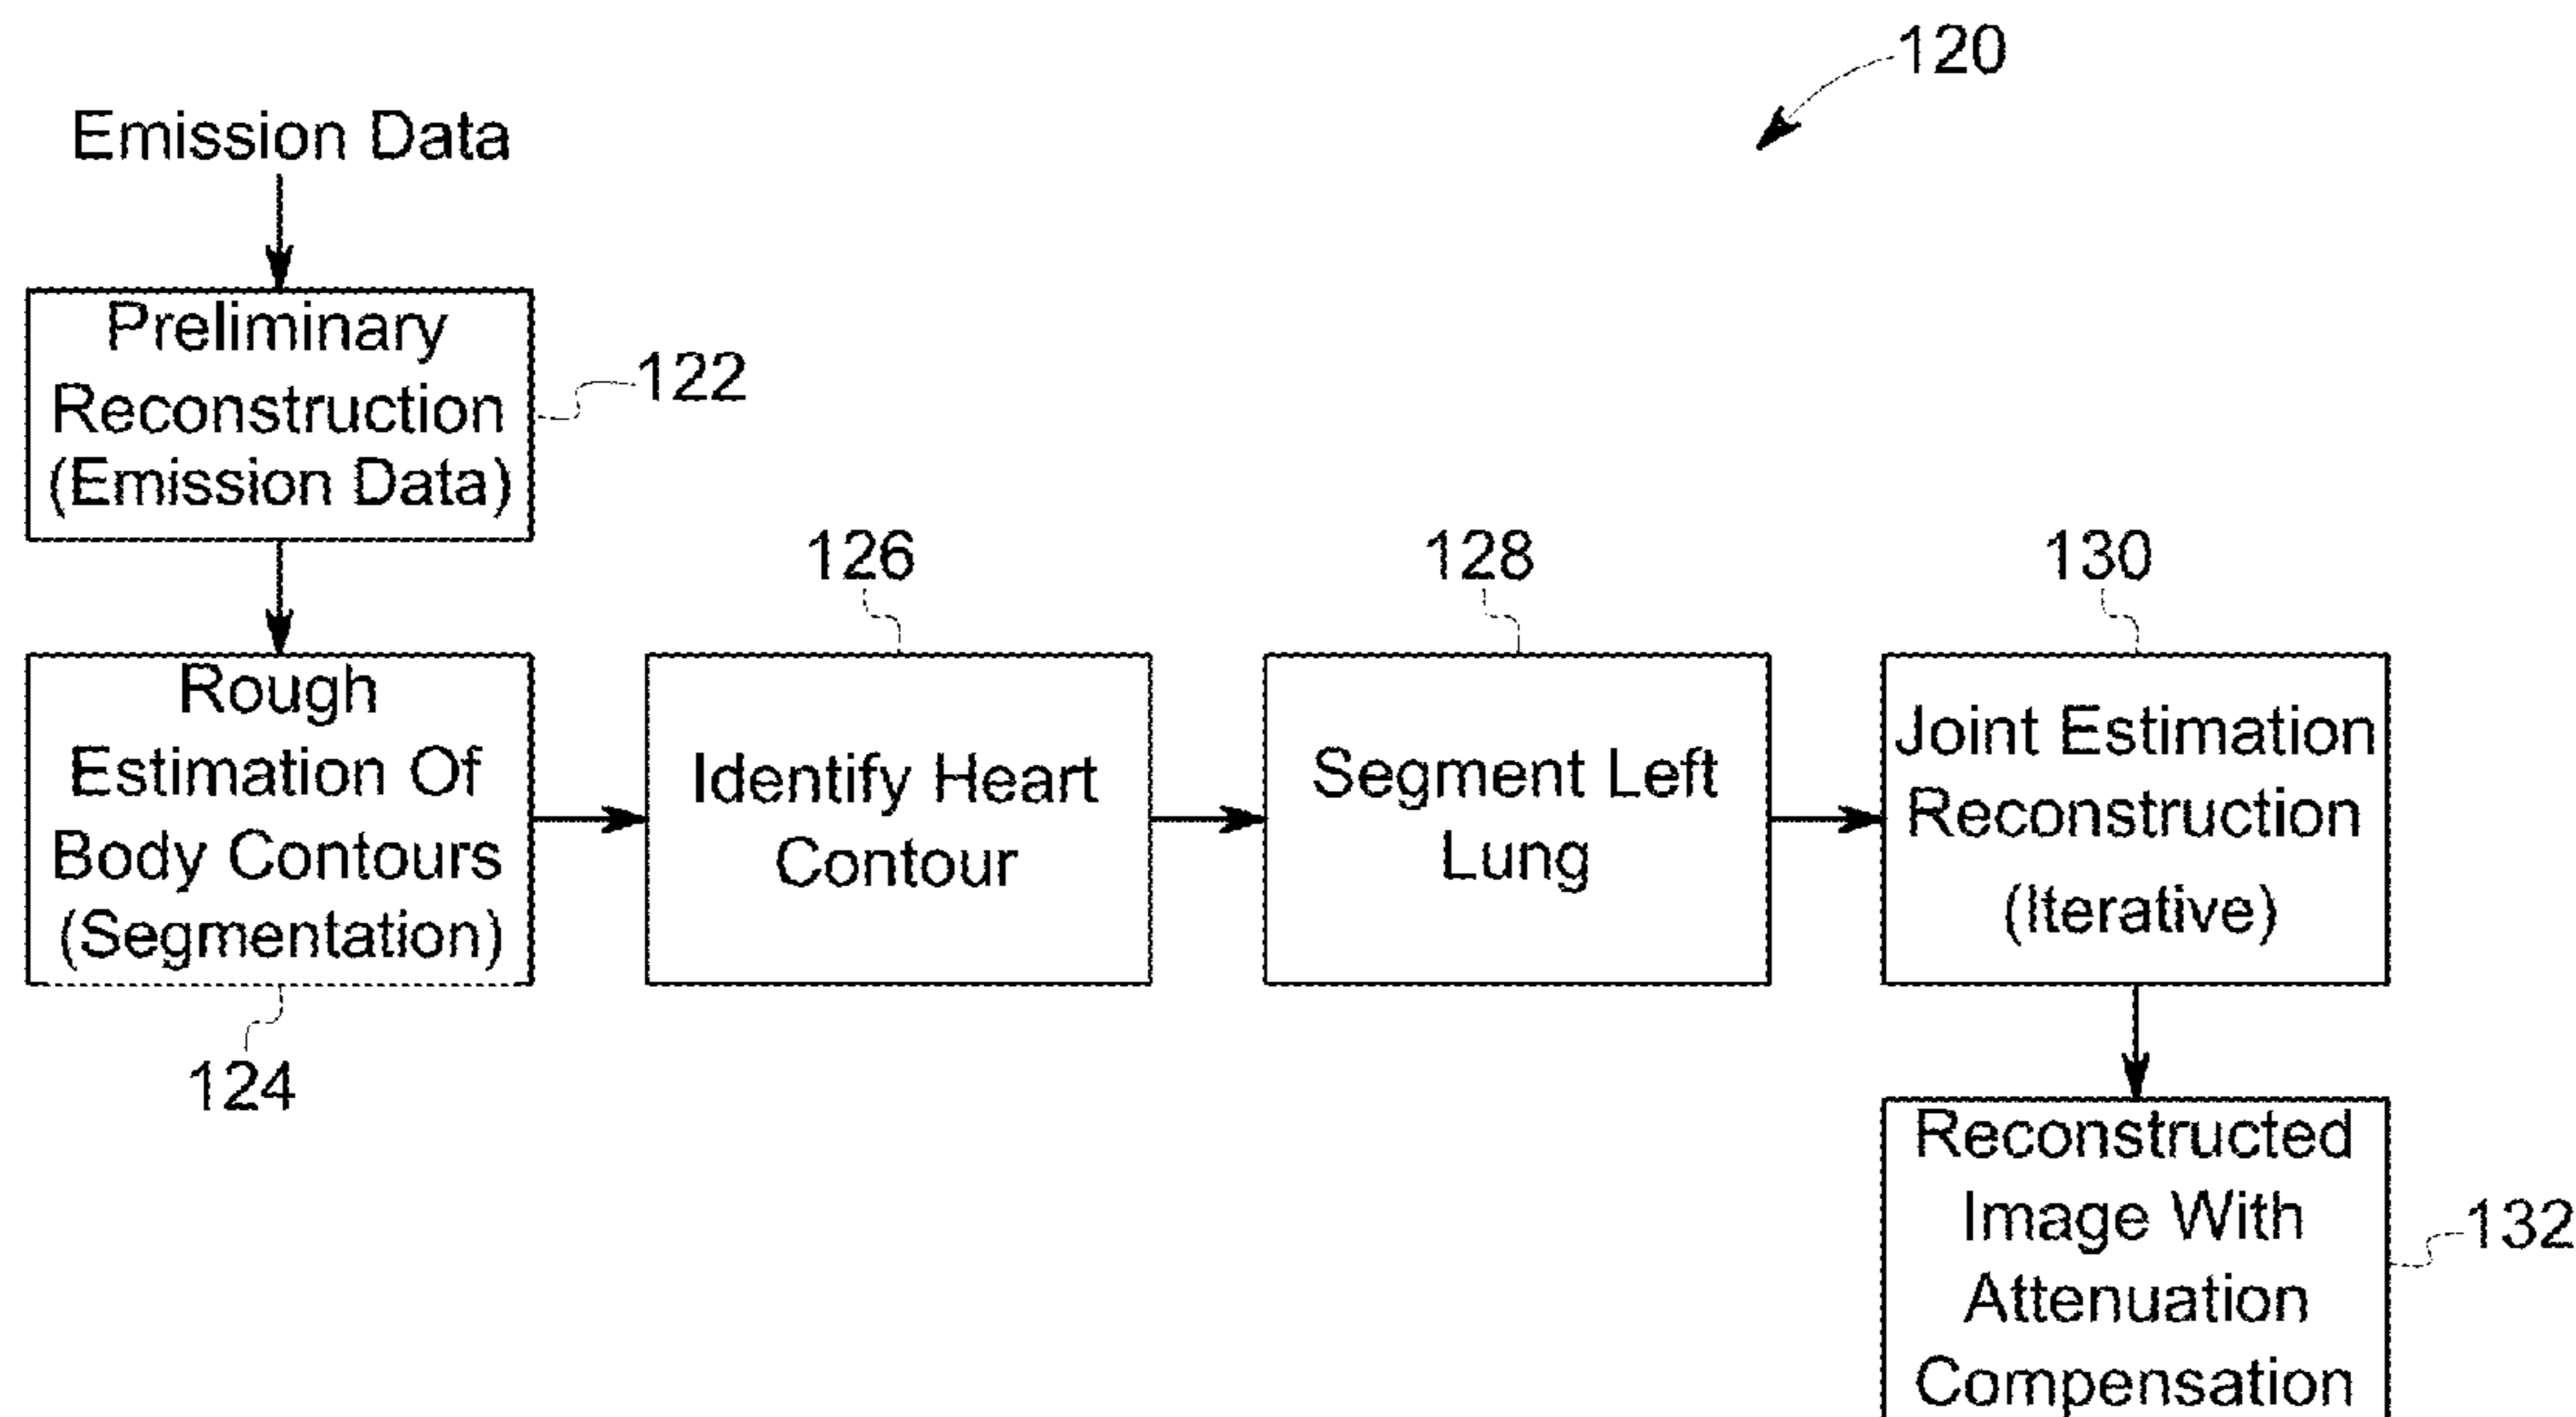 120
Emission Data
Preliminary
Reconstruction
(Emission Data)
122
Rough
Estimation Of
Body Contours
(Segmentation)
124
126
Identify Heart
Contour
128
Segment Left
Lung
130
Joint Estimation
Reconstruction
(Iterative)
Reconstructed
Image With
Attenuation
Compensation
132